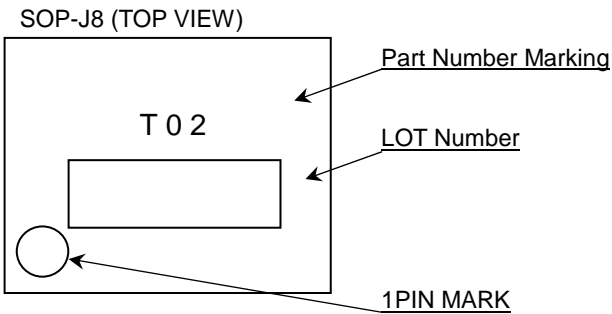 SOP-J8 (TOP VIEW)
Part Number Marking
T 0 2
LOT Number
1PIN MARK